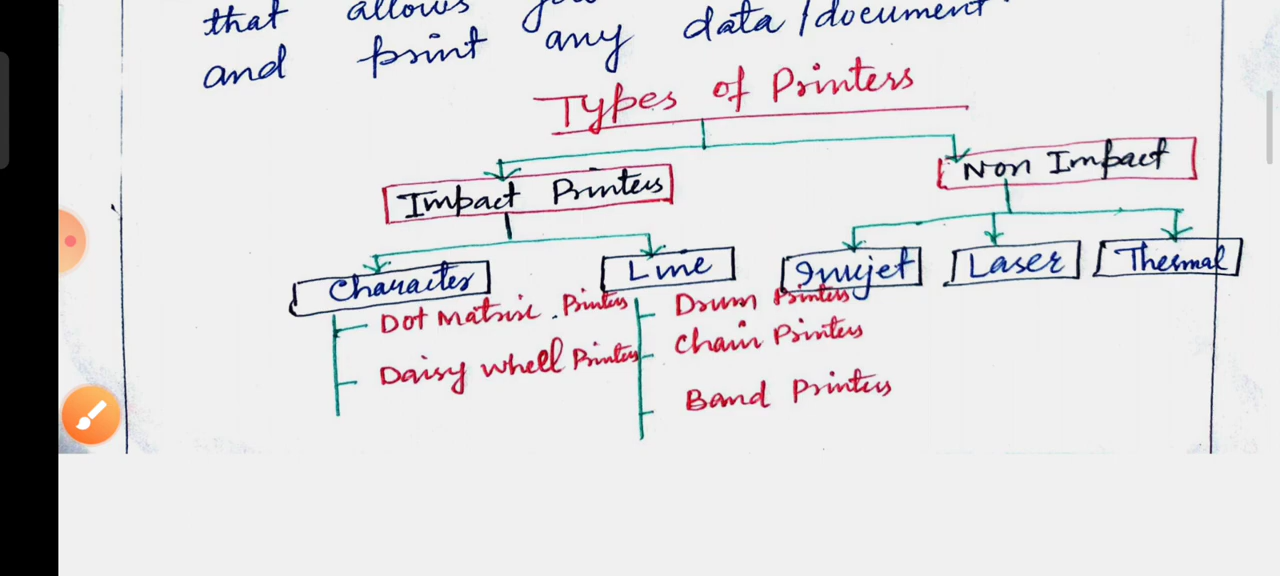 that allows
and print any data/document
Types of Printers
Impact Printers
Non Impact
Character
Line
Inkjet
Laser
Thermal
Dot Matrix Printers
Daisy Wheel Printers
Drum Printers
Chain Printers
Band Printers